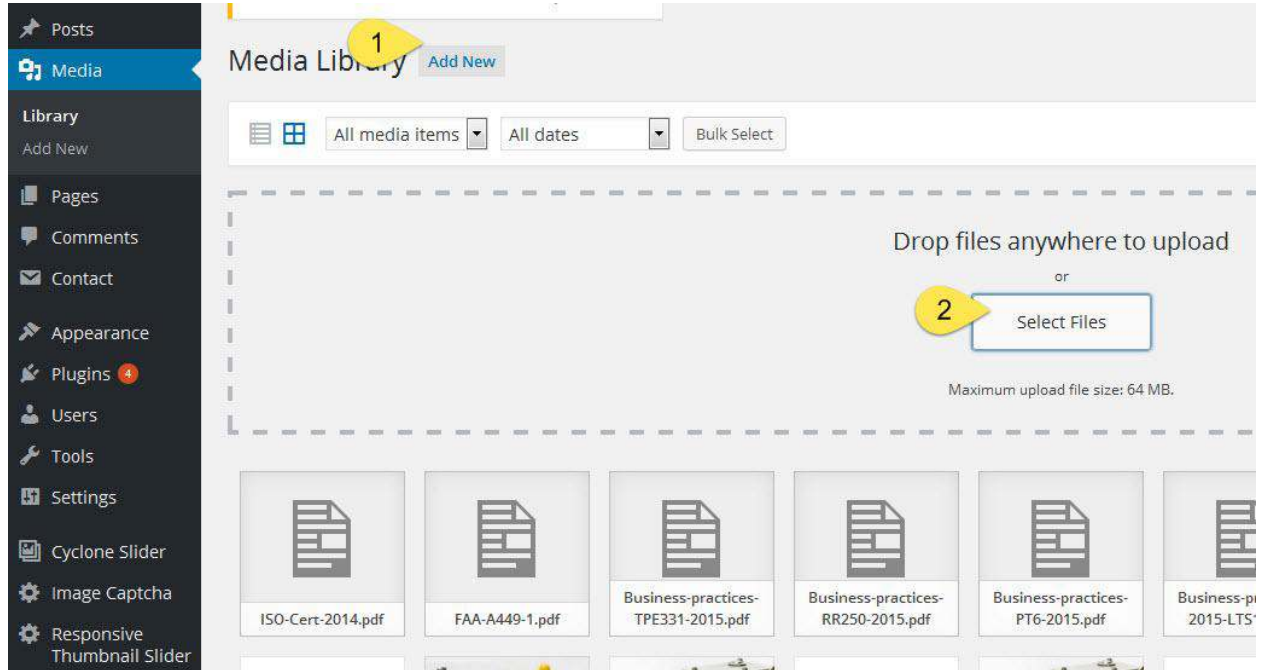 Posts
Media
Library
Add New
Pages
Comments
Contact
Appearance
Plugins 4
Users
Tools
Settings
Cyclone Slider
Image Captcha
Responsive
Thumbnail Slider
1
Media Library Add New
All media items All dates Bulk Select
Drop files anywhere to upload
or
2
Select Files
Maximum upload file size: 64 MB.
ISO-Cert-2014.pdf
FAA-A449-1.pdf
Business-practices-
TPE331-2015.pdf
Business-practices-
RR250-2015.pdf
Business-practices-
PT6-2015.pdf
2015-LTS